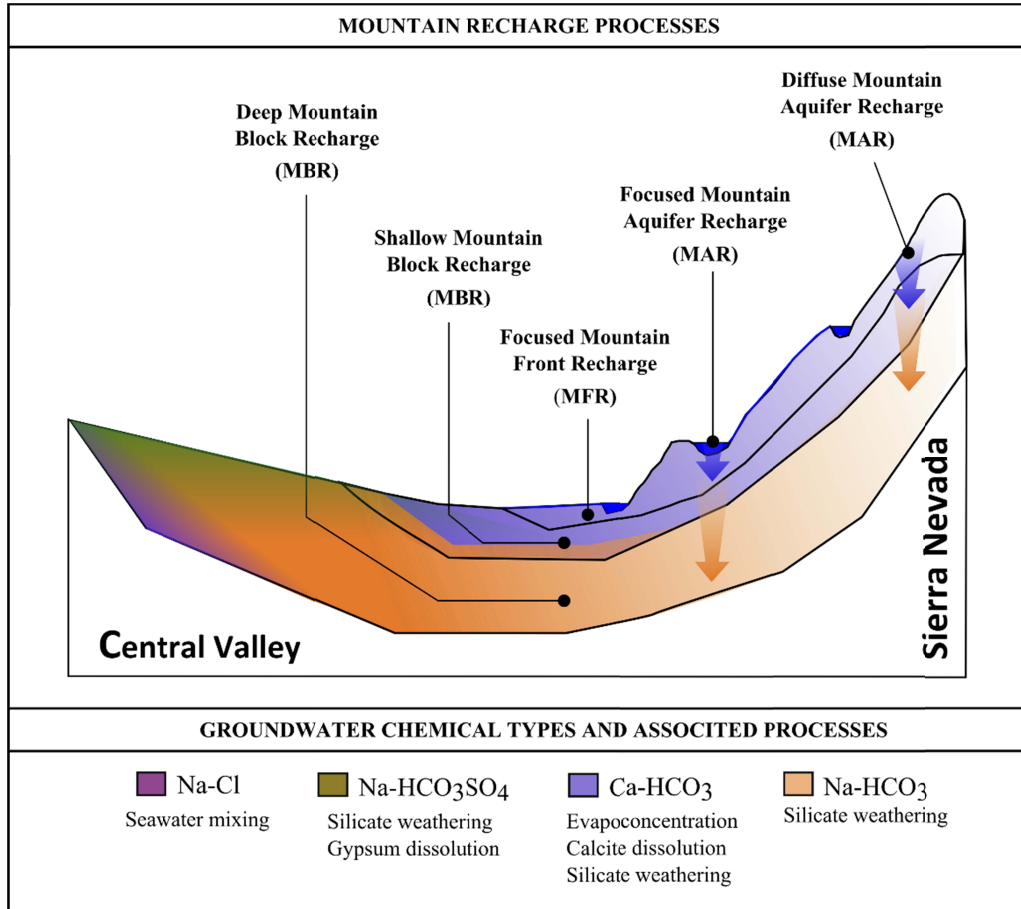 MOUNTAIN RECHARGE PROCESSES
Diffuse Mountain
Aquifer Recharge
(MAR)
Deep Mountain
Block Recharge
(MBR)
Focused Mountain
Aquifer Recharge
(MAR)
Shallow Mountain
Block Recharge
(MBR)
Focused Mountain
Front Recharge
(MFR)
Central Valley
Sierra Nevada
GROUNDWATER CHEMICAL TYPES AND ASSOCITED PROCESSES
Na-Cl
Seawater mixing
Na-HCO3SO4
Silicate weathering
Gypsum dissolution
Ca-HCO3
Evapoconcentration
Calcite dissolution
Silicate weathering
Na-HCO3
Silicate weathering